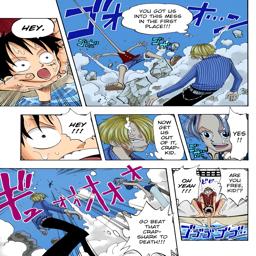 HEY.
YOU GOT US
INTO THIS MESS
IN THE FIRST
PLACE!!!
HEY
!!!
NOW
GET US
OUT OF
IT, CRAP-
KID.
YES
!!
GO BEAT
THAT
CRAP-
SHARK TO
DEATH!!!
OH
YEAH!!!
ARE
YOU
FREE,
KID!?